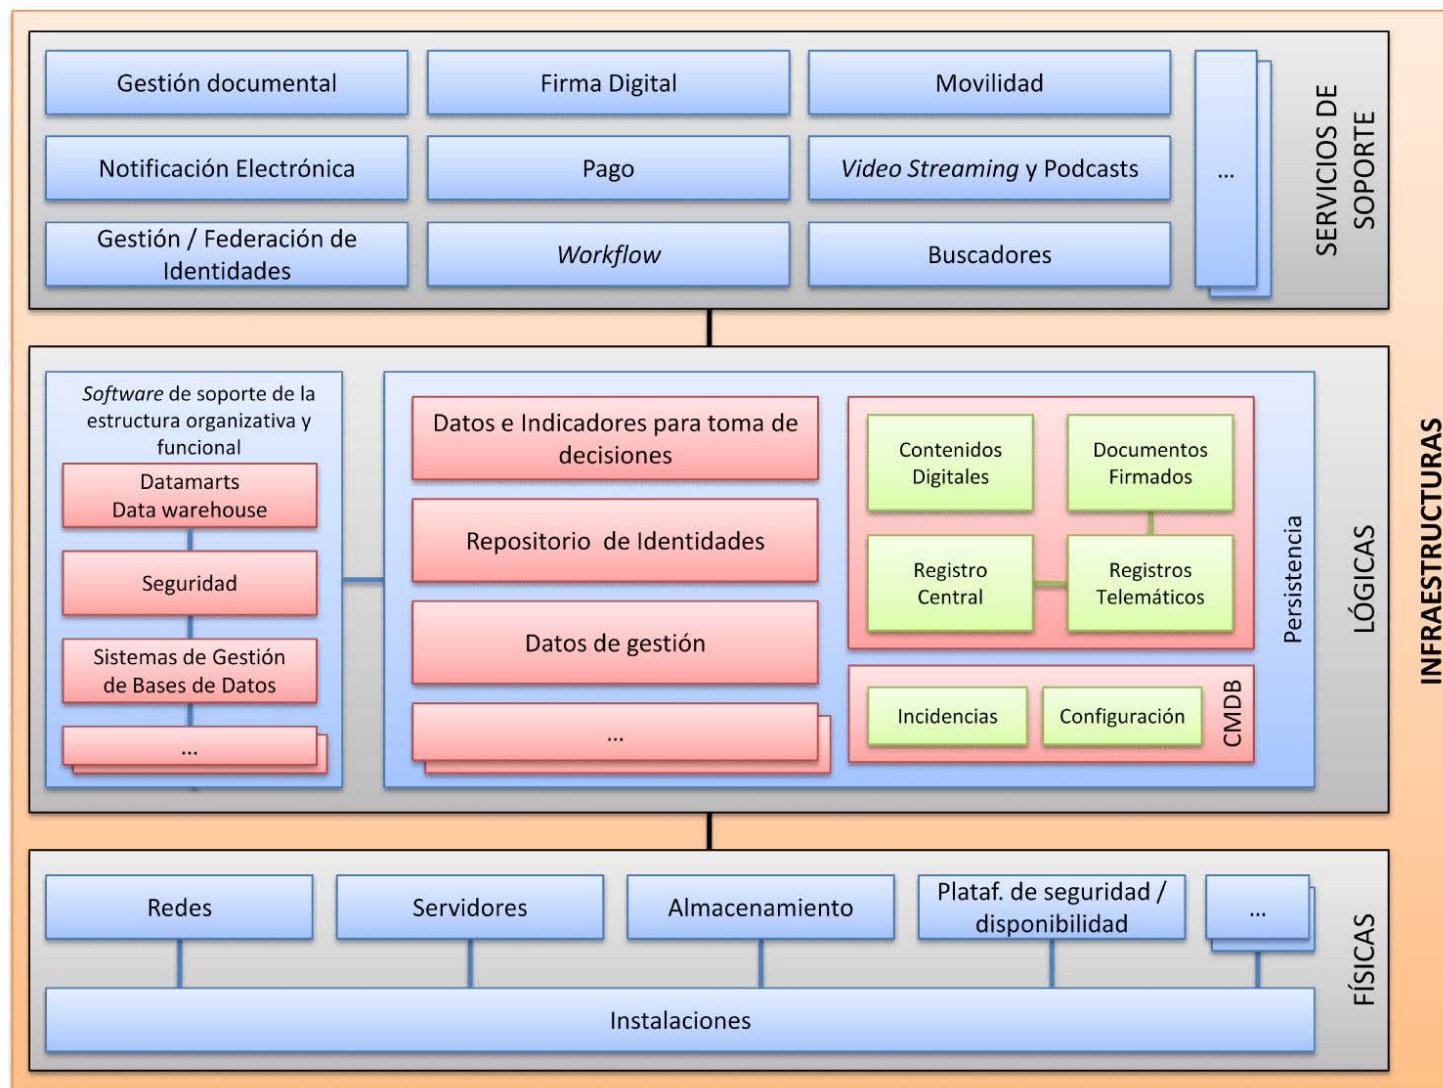 Gestión documental
Firma Digital
Movilidad
Notificación Electrónica
Pago
Video Streaming y Podcasts
...
Gestión / Federación de
Identidades
Workflow
Buscadores
SERVICIOS DE
SOPORTE
Software de soporte de la
estructura organizativa y
funcional
Datamarts
Data warehouse
Seguridad
Sistemas de Gestión
de Bases de Datos
...
Datos e Indicadores para toma de
decisiones
Repositorio de Identidades
Datos de gestión
...
Contenidos
Digitales
Documentos
Firmados
Registro
Central
Registros
Telemáticos
Incidencias
Configuración
CMDB
Persistencia
LÓGICAS
Redes
Servidores
Almacenamiento
Plataf. de seguridad /
disponibilidad
...
Instalaciones
FÍSICAS
INFRAESTRUCTURAS